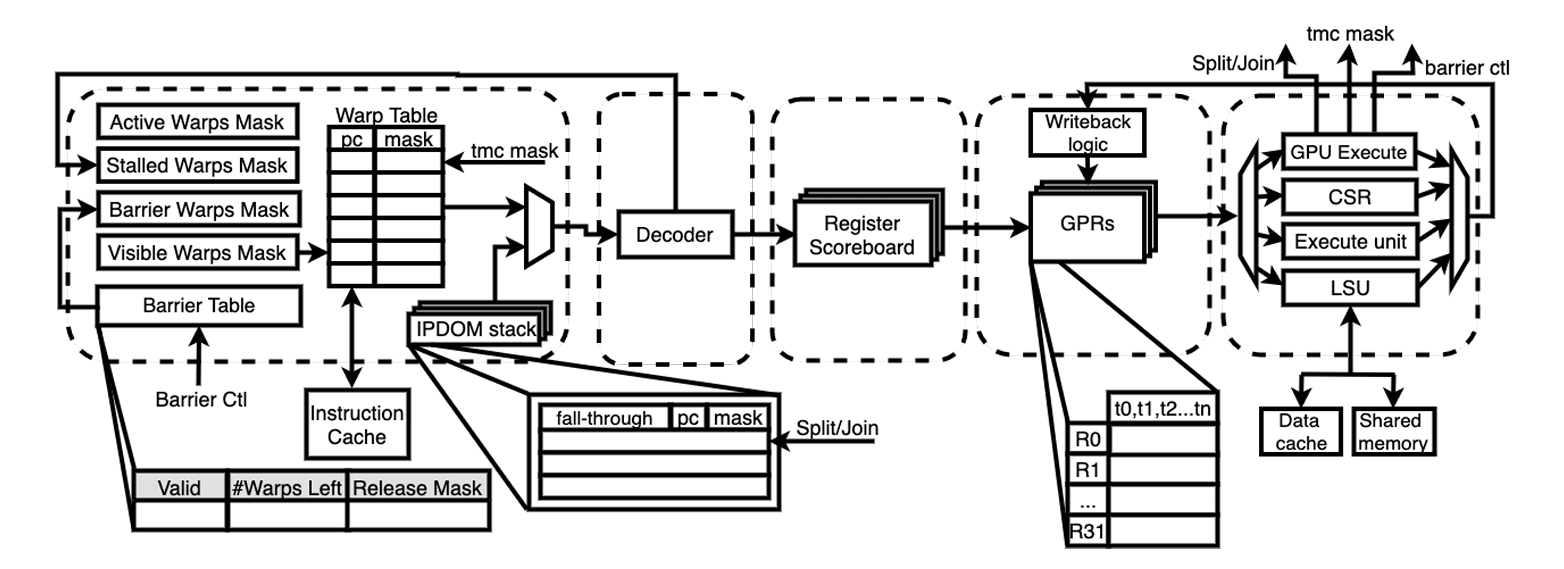 tmc mask
Split/Join
barrier ctl
Active Warps Mask
Stalled Warps Mask
Barrier Warps Mask
Visible Warps Mask
Barrier Table
Barrier Ctl
Warp Table
pc mask
tmc mask
IPDOM stack
Instruction
Cache
Valid #Warps Left Release Mask
fall-through pc mask
Split/Join
Decoder
Register
Scoreboard
Writeback
logic
GPRs
t0,t1,t2...tn
R0
R1
...
R31
GPU Execute
CSR
Execute unit
LSU
Data
cache
Shared
memory